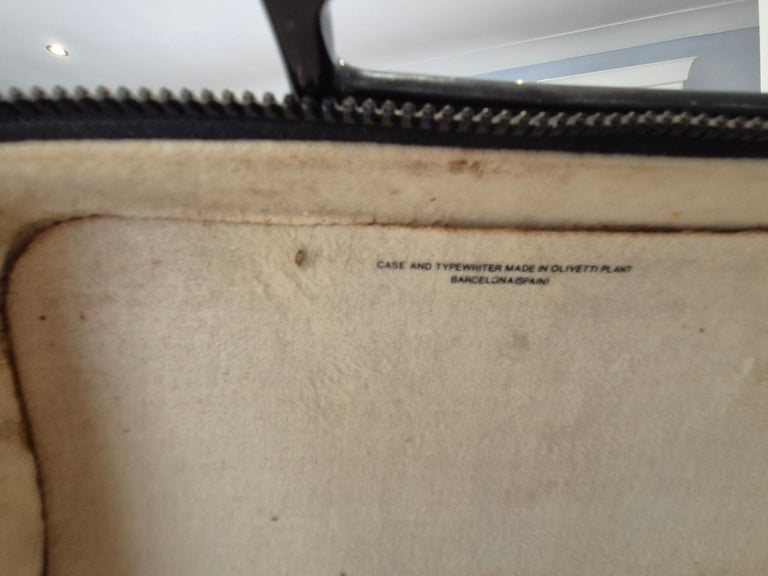 CASE AND TYPEWRITER MADE IN OLIVETTI PLANT
BARCELONA(SPAIN)